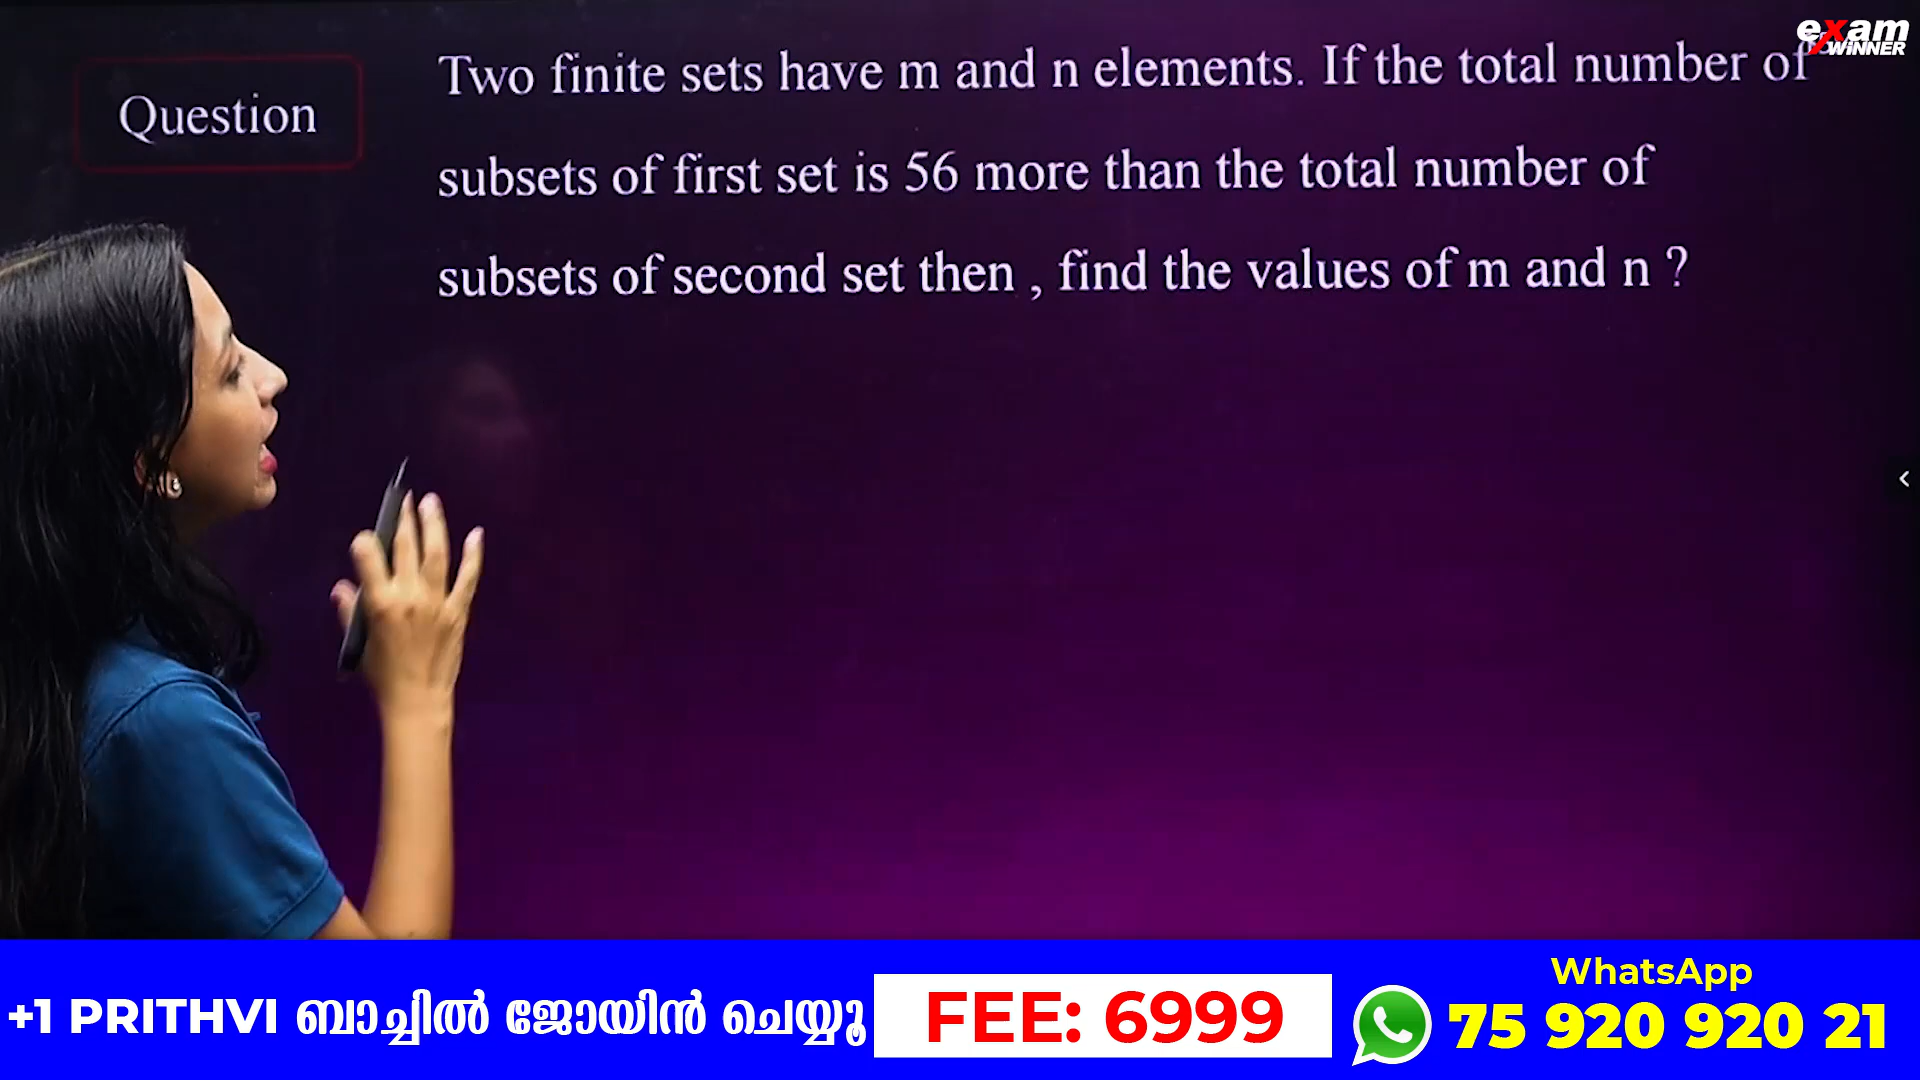 exam
WINNER
Question
Two finite sets have m and n elements. If the total number of
subsets of first set is 56 more than the total number of
subsets of second set then , find the values of m and n ?
+1 PRITHVI ബാച്ചിൽ ജോയിൻ ചെയ്യൂ
FEE: 6999
WhatsApp
75 920 920 21